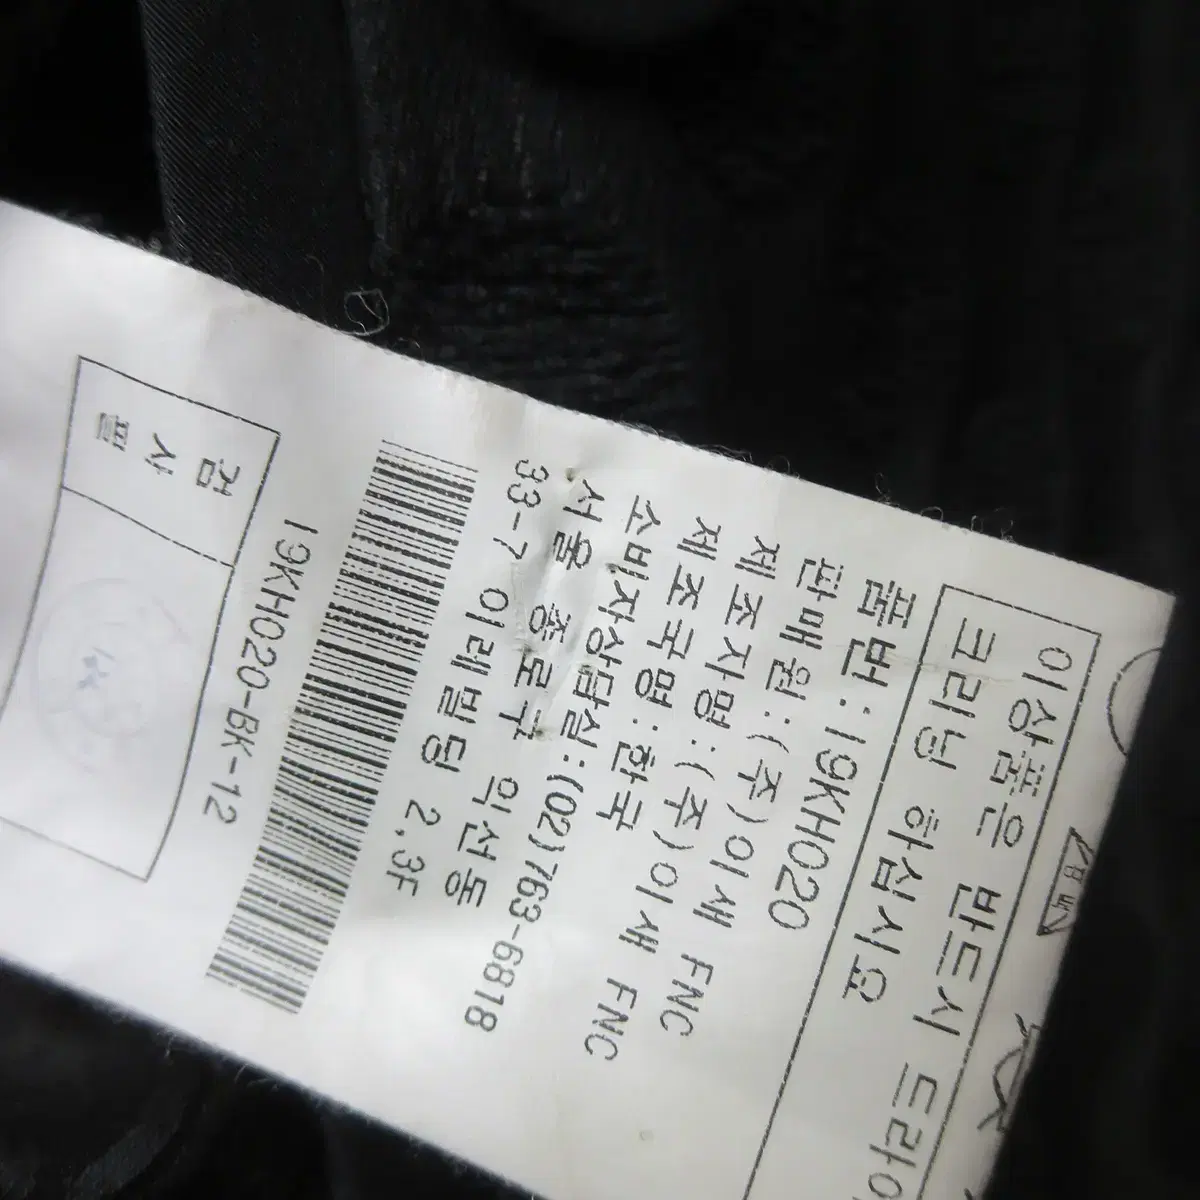 이상품은 반드시 드라이
크리닝 하십시요
품번:19KH020
판매원:(주)이새 FNC
제조자명:(주)이새 FNC
제조국명:한국
소비자상담실:(02)763-6818
서울 종로구 익선동
33-7 이레빌딩 2,3F
19KH020-BK-12
검
사
필